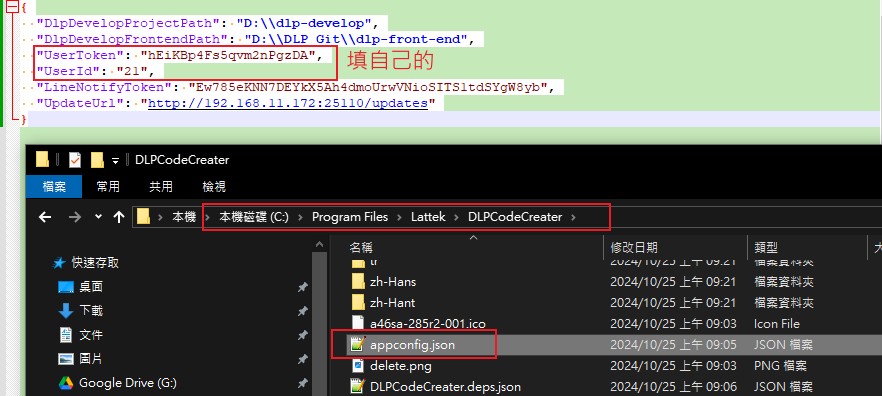 {
"DlpDevelopProjectPath": "D:\\dlp-develop",
"DlpDevelopFrontendPath": "D:\\DLP Git\\dlp-front-end",
"UserToken": "hEiKBp4Fs5qvm2nPgzDA",
"UserId": "21",
填自己的
"LineNotifyToken": "Ew785eKNN7DEYkX5Ah4dmoUrwVNioSITSltdSYgW8yb",
"UpdateUrl": "http://192.168.11.172:25110/updates"
}
DLPCodeCreater
檔案 常用 共用 檢視
本機 本機磁碟 (C:) Program Files Lattek DLPCodeCreater
快速存取
桌面
下載
文件
圖片
Google Drive (G:)
名稱 修改日期 類型 大
tr 2024/10/25 上午 09:21 檔案資料夾
zh-Hans 2024/10/25 上午 09:21 檔案資料夾
zh-Hant 2024/10/25 上午 09:21 檔案資料夾
a46sa-285r2-001.ico 2024/10/25 上午 09:03 Icon File
appconfig.json 2024/10/25 上午 09:05 JSON 檔案
delete.png 2024/10/25 上午 09:03 PNG 檔案
DLPCodeCreater.deps.json 2024/10/25 上午 09:06 JSON 檔案